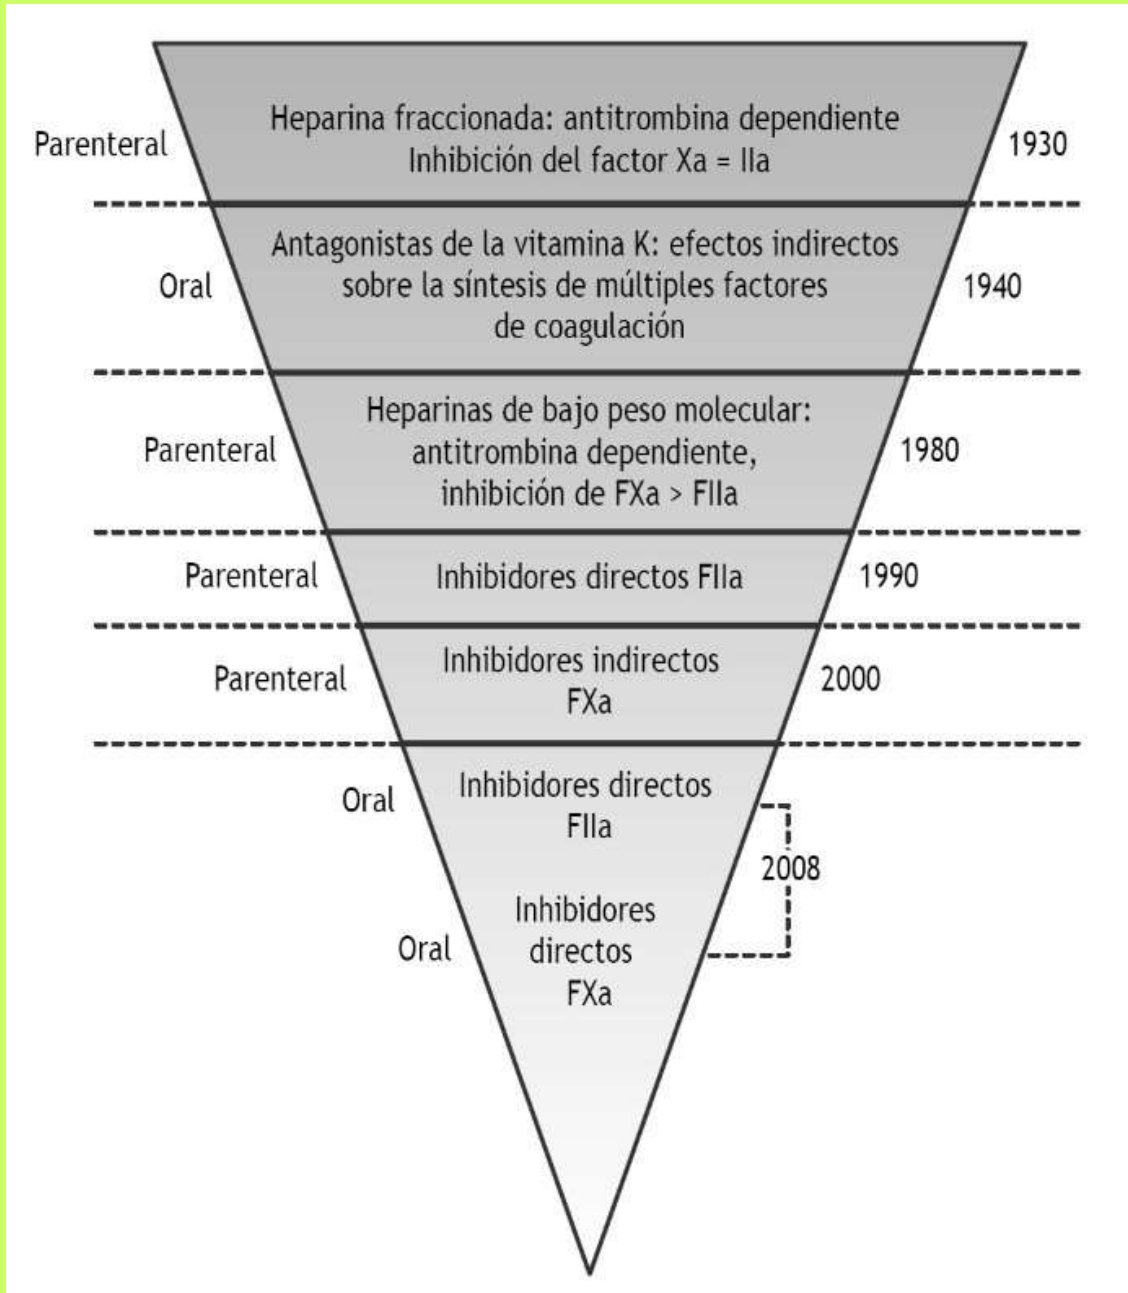 Parenteral
Heparina fraccionada: antitrombina dependiente
Inhibición del factor Xa = IIa
1930
Oral
Antagonistas de la vitamina K: efectos indirectos
sobre la síntesis de múltiples factores
de coagulación
1940
Parenteral
Heparinas de bajo peso molecular:
antitrombina dependiente,
inhibición de FXa > FIIa
1980
Parenteral
Inhibidores directos FIIa
1990
Parenteral
Inhibidores indirectos
FXa
2000
Oral
Inhibidores directos
FIIa
2008
Oral
Inhibidores
directos
FXa